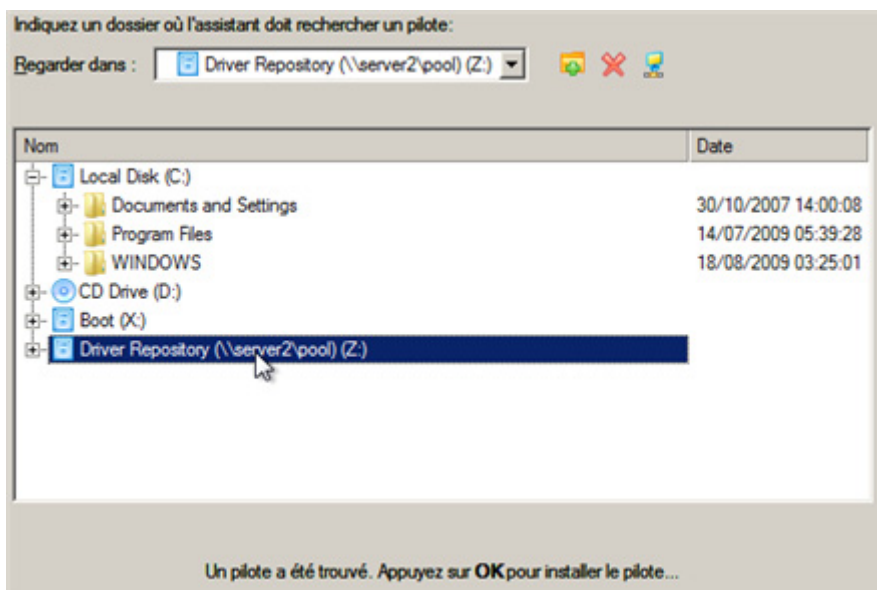 Indiquez un dossier où l'assistant doit rechercher un pilote:
Regarder dans : Driver Repository (\\server2\pool) (Z:)
Nom Date
Local Disk (C:)
Documents and Settings 30/10/2007 14:00:08
Program Files 14/07/2009 05:39:28
WINDOWS 18/08/2009 03:25:01
CD Drive (D:)
Boot (X:)
Driver Repository (\\server2\pool) (Z:)
Un pilote a été trouvé. Appuyez sur OK pour installer le pilote...